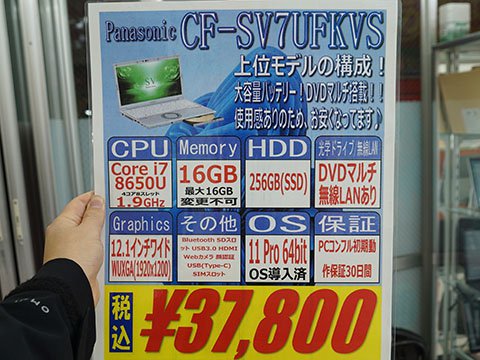 Panasonic CF-SV7UFKVS
上位モデルの構成！
大容量バッテリー！DVDマルチ搭載！！
使用感ありのため、お安くなってます♪
CPU
Core i7
8650U
4コア8スレッド
1.9GHz
Memory
16GB
最大16GB
変更不可
HDD
256GB(SSD)
光学ドライブ/無線LAN
DVDマルチ
無線LANあり
Graphics
12.1インチワイド
WUXGA(1920x1200)
その他
Bluetooth SDスロ
ット USB3.0 HDMI
Webカメラ 顔認証
USB(Type-C)
SIMスロット
OS
11 Pro 64bit
OS導入済
保証
PCコンフル初期動
作保証30日間
税込
¥37,800